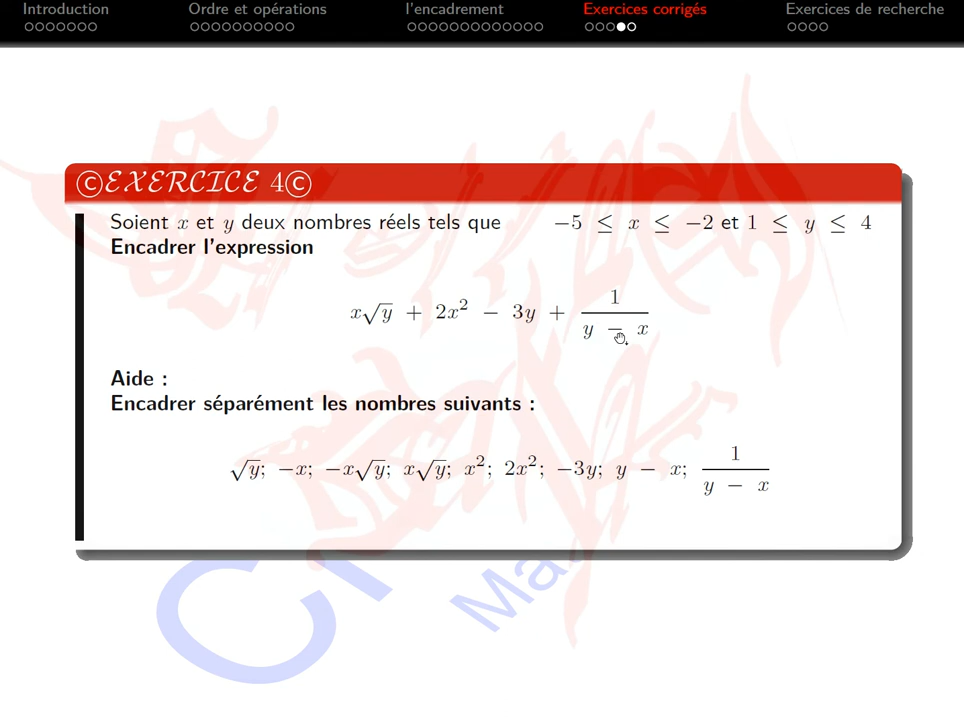 Introduction Ordre et opérations l'encadrement Exercices corrigés Exercices de recherche
©EXERCICE 4©
Soient x et y deux nombres réels tels que −5 ≤ x ≤ −2 et 1 ≤ y ≤ 4
Encadrer l'expression
x√y + 2x² − 3y + 1/(y − x)
Aide :
Encadrer séparément les nombres suivants :
√y; −x; −x√y; x√y; x²; 2x²; −3y; y − x; 1/(y − x)